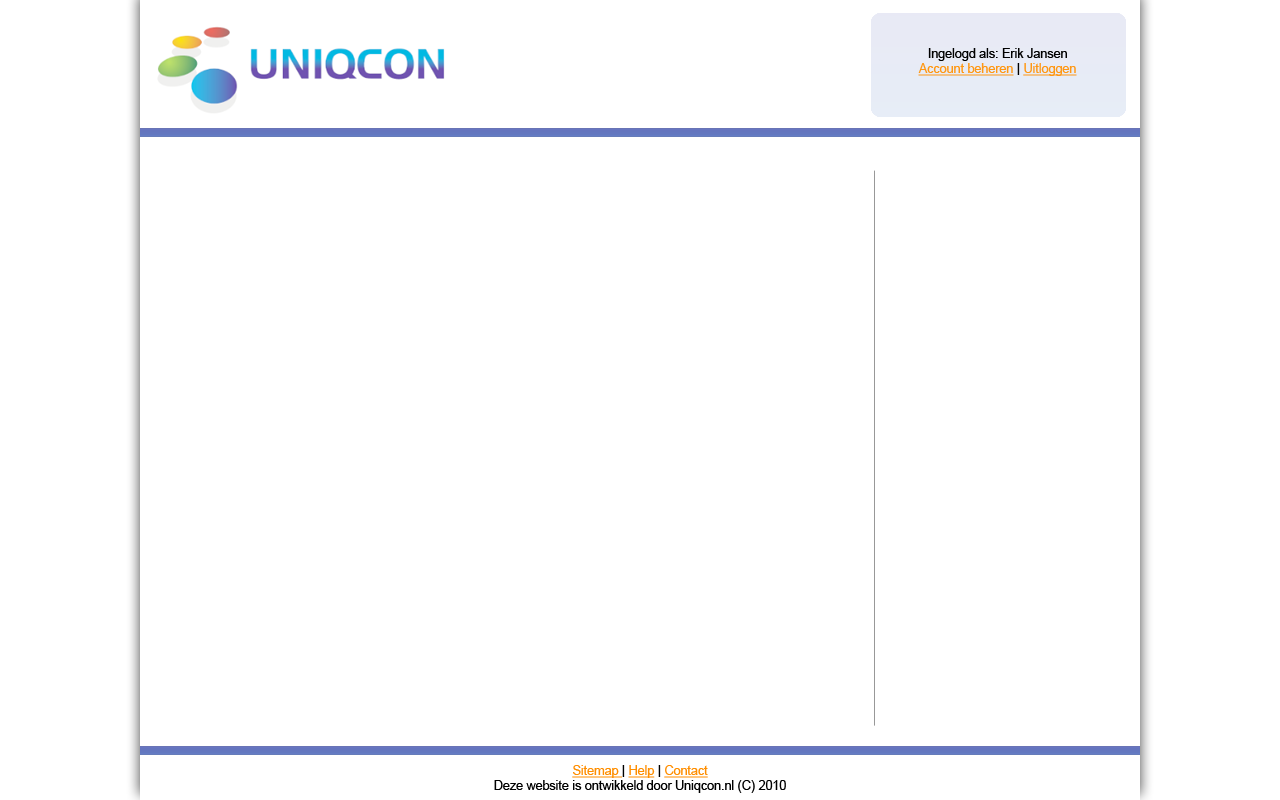 UNIQCON
Ingelogd als: Erik Jansen
Account beheren | Uitloggen
Sitemap | Help | Contact
Deze website is ontwikkeld door Uniqcon.nl (C) 2010